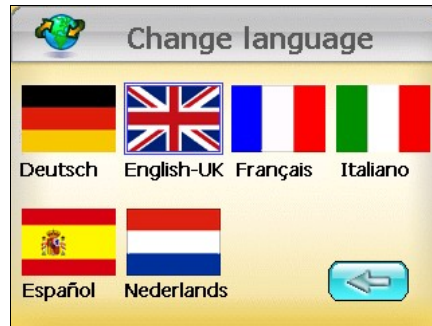 Change language
Deutsch English-UK Français Italiano
Español Nederlands